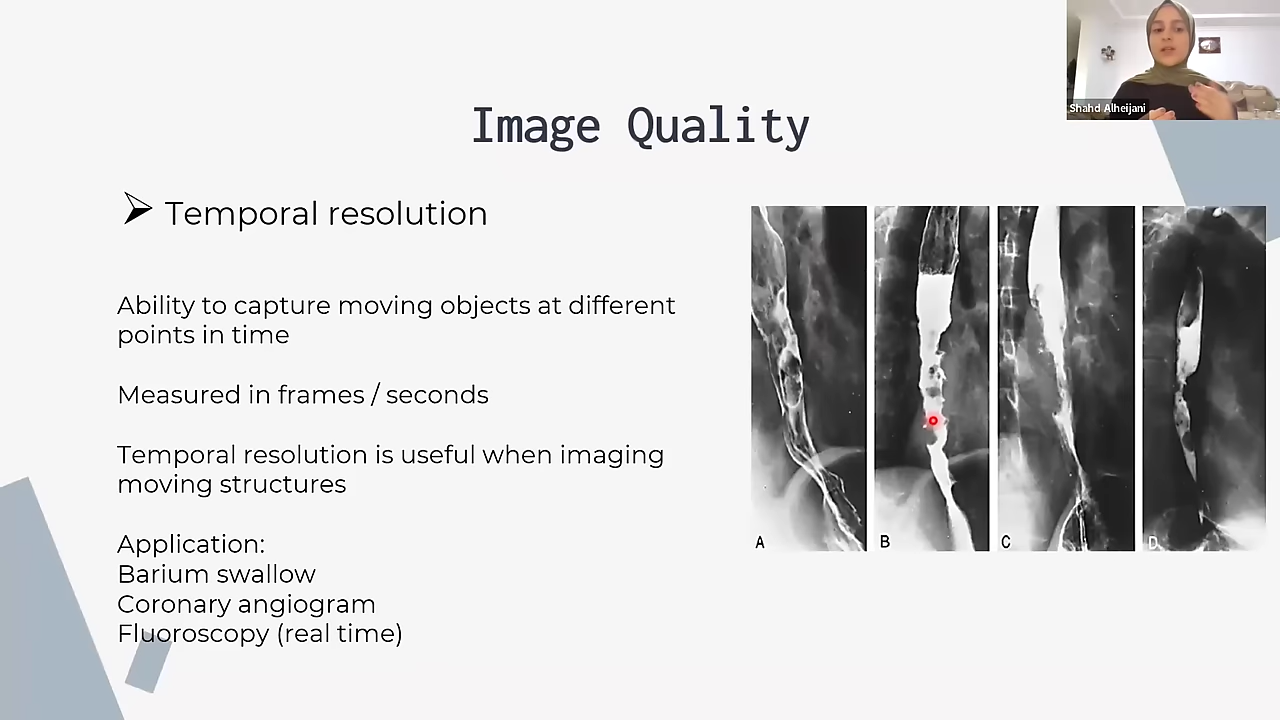 Shahd Alheijani
Image Quality
➢ Temporal resolution
Ability to capture moving objects at different
points in time
Measured in frames / seconds
Temporal resolution is useful when imaging
moving structures
Application:
Barium swallow
Coronary angiogram
Fluoroscopy (real time)
A
B
C
D